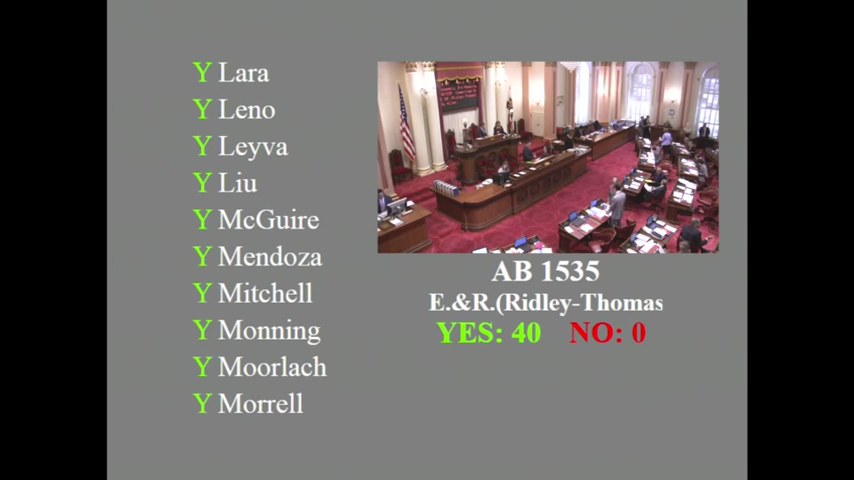 Y Lara
Y Leno
Y Leyva
Y Liu
Y McGuire
Y Mendoza
Y Mitchell
Y Monning
Y Moorlach
Y Morrell
AB 1535
E.&R.(Ridley-Thomas
YES: 40 NO: 0